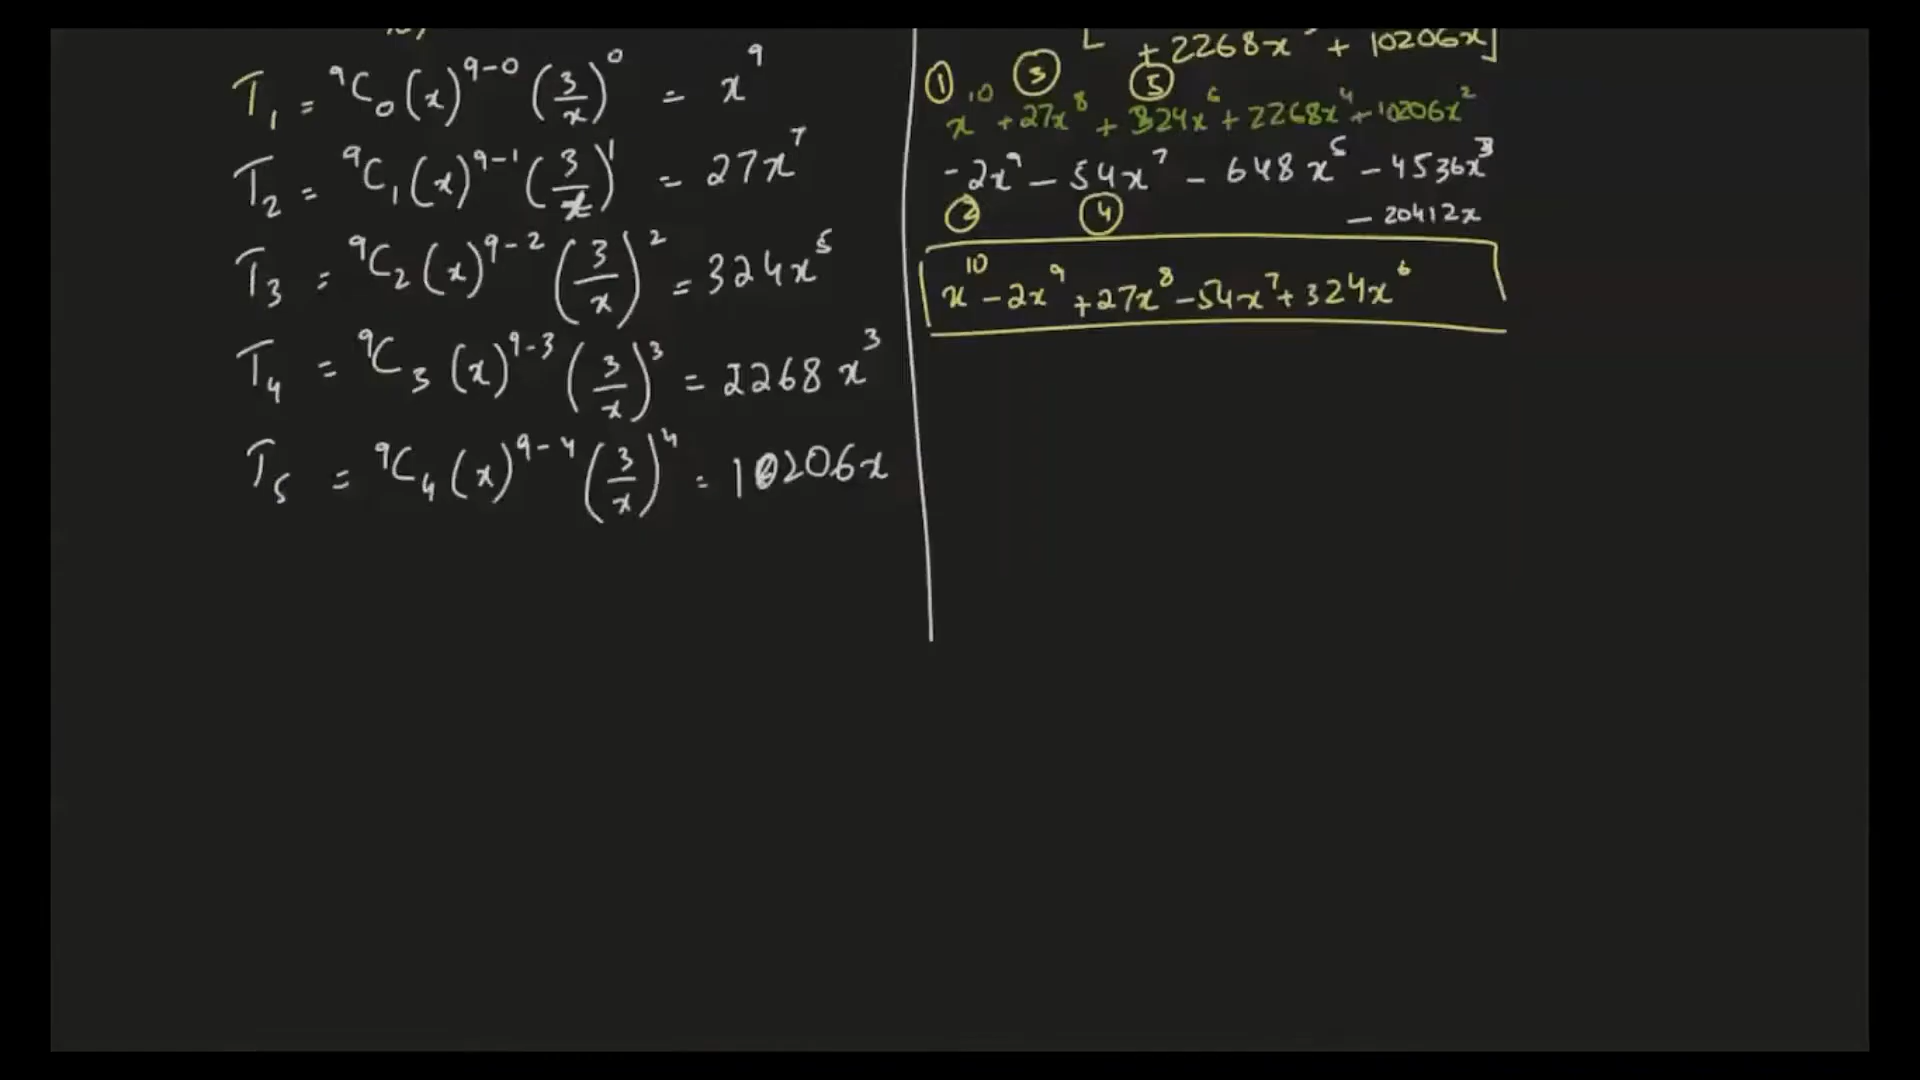 T₁ = ⁹C₀(x)⁹⁻⁰(3/x)⁰ = x⁹
T₂ = ⁹C₁(x)⁹⁻¹(3/x)¹ = 27x⁷
T₃ = ⁹C₂(x)⁹⁻²(3/x)² = 324x⁵
T₄ = ⁹C₃(x)⁹⁻³(3/x)³ = 2268x³
T₅ = ⁹C₄(x)⁹⁻⁴(3/x)⁴ = 10206x
+ 2268x + 10206x]
① ③ ⑤
x¹⁰ + 27x⁸ + 324x⁶ + 2268x⁴ + 10206x²
-2x⁹ - 54x⁷ - 648x⁵ - 4536x³
② ④ - 20412x
x¹⁰ - 2x⁹ + 27x⁸ - 54x⁷ + 324x⁶